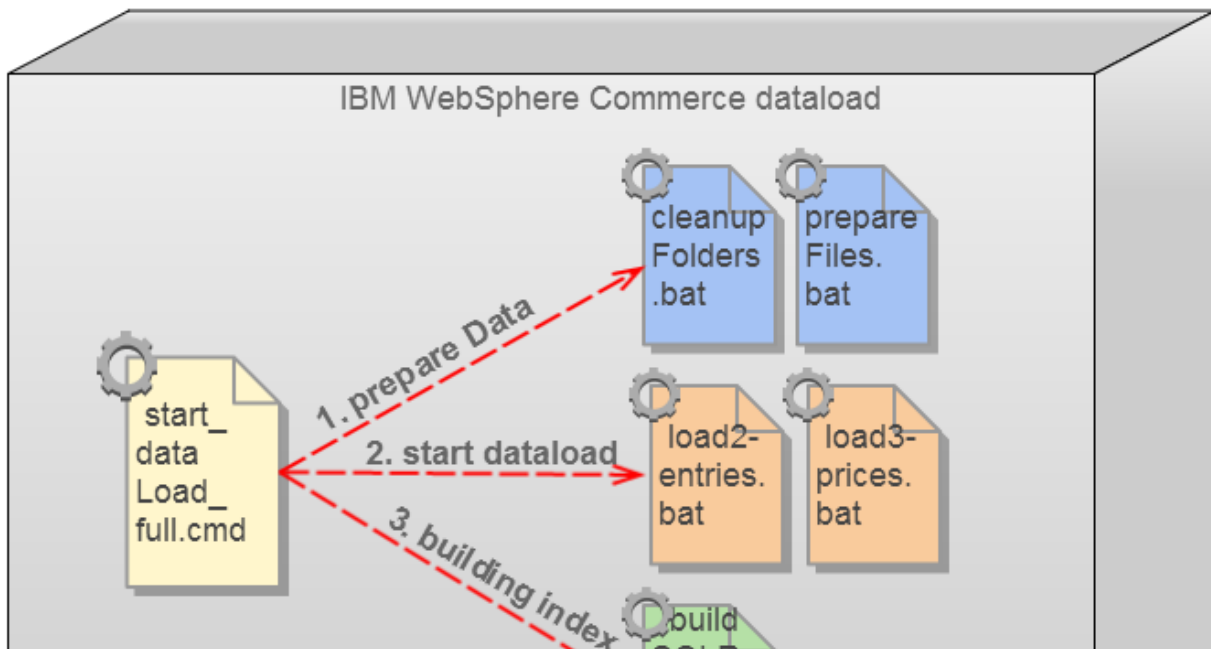 IBM WebSphere Commerce dataload
cleanup
Folders
.bat
prepare
Files.
bat
1. prepare Data
start_
data
Load_
full.cmd
2. start dataload
load2-
entries.
bat
load3-
prices.
bat
3. building index
build